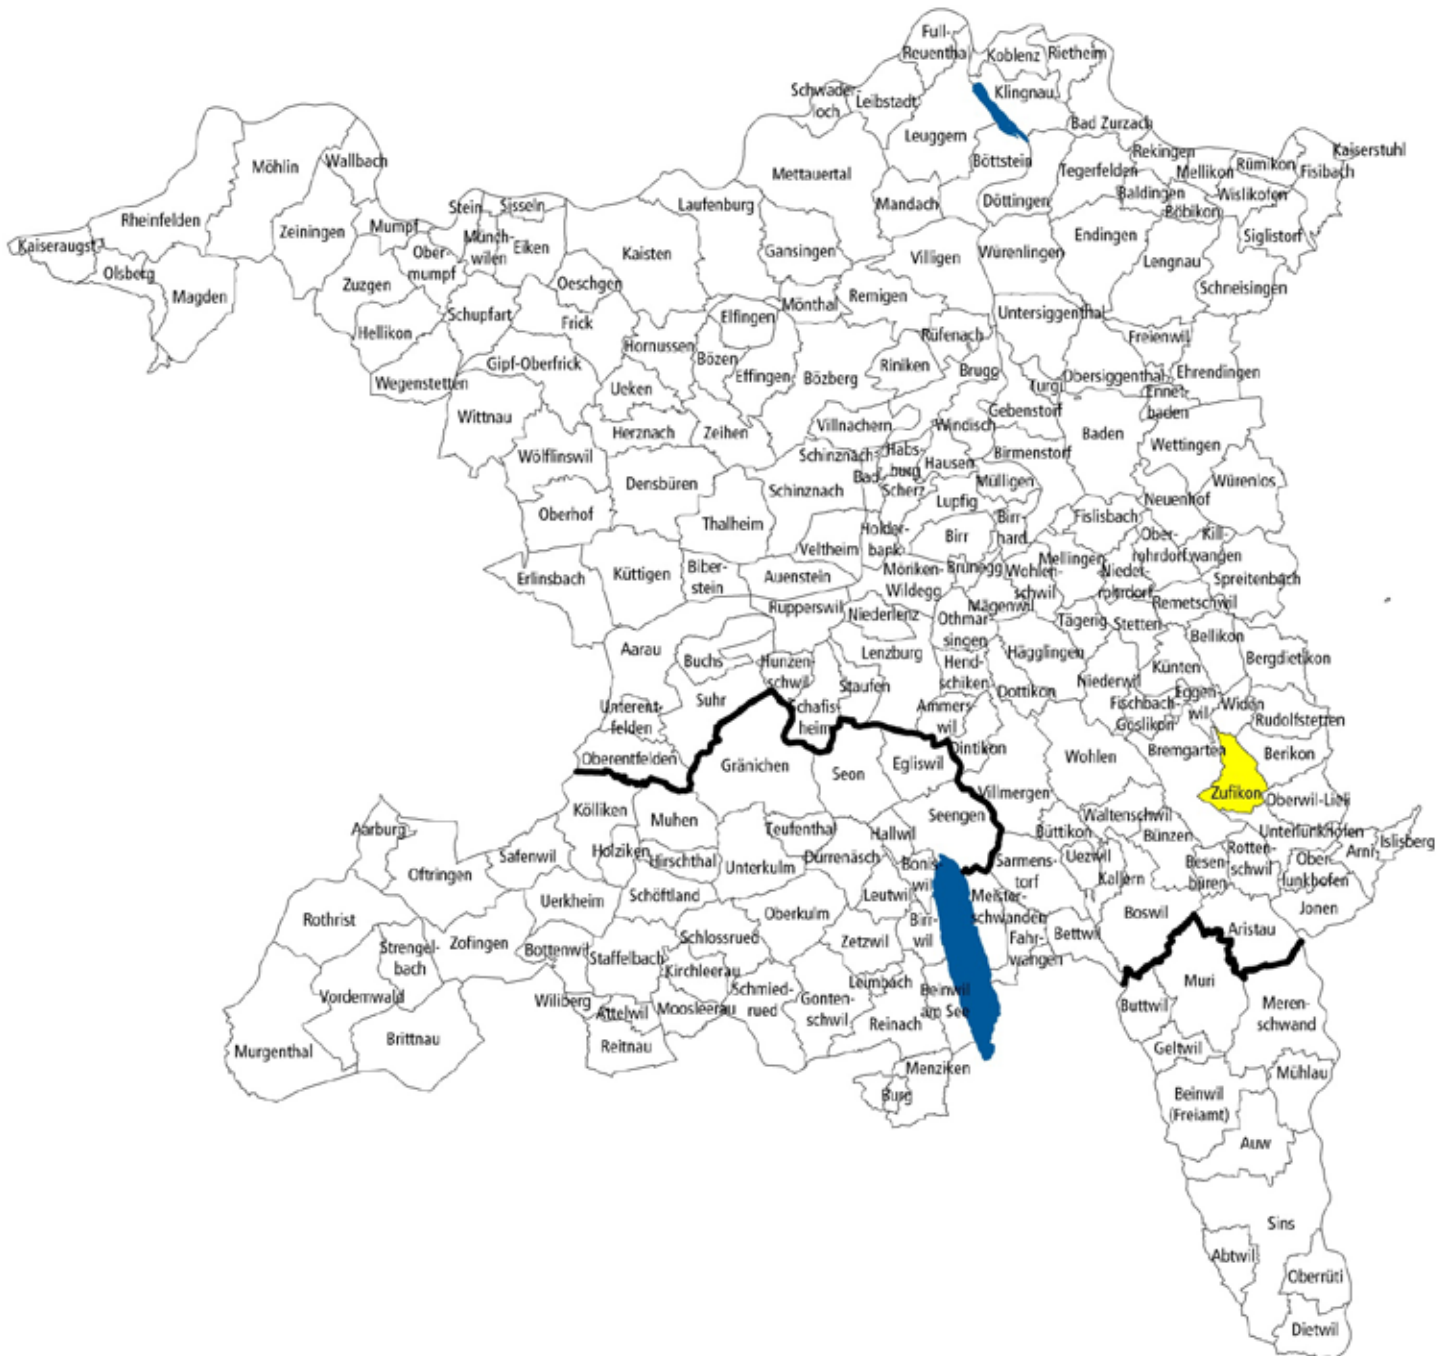 Full-
Reuenthal
Koblenz
Rietheim
Schwader-
loch
Leibstadt
Klingnau
Bad Zurzach
Leuggern
Böttstein
Rekingen
Kaiserstuhl
Möhlin
Wallbach
Mettauertal
Tegerfelden
Mellikon
Rümikon
Fisibach
Baldingen
Wislikofen
Böbikon
Rheinfelden
Stein
Sisseln
Laufenburg
Mandach
Döttingen
Kaiseraugst
Zeiningen
Mumpf
Münch-
wilen
Eiken
Kaisten
Gansingen
Villigen
Würenlingen
Endingen
Siglistorf
Olsberg
Ober-
mumpf
Lengnau
Magden
Zuzgen
Oeschgen
Mönthal
Remigen
Schneisingen
Hellikon
Schupfart
Frick
Elfingen
Untersiggenthal
Rüfenach
Freienwil
Hornussen
Bözen
Gipf-Oberfrick
Effingen
Bözberg
Riniken
Brugg
Wegenstetten
Ueken
Turgi
Obersiggenthal
Ehrendingen
Ennet-
baden
Wittnau
Herznach
Zeihen
Villnachern
Windisch
Gebenstorf
Baden
Wettingen
Wölflinswil
Schinznach-
Bad
Habs-
burg
Hausen
Birmenstorf
Densbüren
Schinznach
Scherz
Mülligen
Würenlos
Lupfig
Neuenhof
Oberhof
Thalheim
Birr-
hard
Fislisbach
Holder-
bank
Birr
Ober-
rohrdorf
Kill-
wangen
Veltheim
Mellingen
Erlinsbach
Küttigen
Biber-
stein
Auenstein
Möriken-
Wildegg
Brunegg
Wohlen-
schwil
Nieder-
rohrdorf
Spreitenbach
Rupperswil
Niederlenz
Mägenwil
Remetschwil
Othmar-
singen
Tägerig
Stetten
Bellikon
Aarau
Buchs
Hunzen-
schwil
Lenzburg
Hägglingen
Künten
Bergdietikon
Hend-
schiken
Staufen
Niederwil
Dottikon
Suhr
Unterent-
felden
Schafis-
heim
Ammers-
wil
Fischbach-
Göslikon
Eggen-
wil
Widen
Rudolfstetten
Oberentfelden
Gränichen
Seon
Egliswil
Dintikon
Wohlen
Bremgarten
Berikon
Zufikon
Oberwil-Lieli
Kölliken
Muhen
Seengen
Villmergen
Waltenschwil
Aarburg
Teufenthal
Hallwil
Büttikon
Bünzen
Unterlunkhofen
Islisberg
Arni
Safenwil
Holziken
Hirschthal
Unterkulm
Dürrenäsch
Bonis-
wil
Sarmens-
torf
Uezwil
Kallern
Besen-
büren
Rotten-
schwil
Ober-
lunkhofen
Oftringen
Uerkheim
Schöftland
Leutwil
Meister-
schwanden
Boswil
Jonen
Rothrist
Oberkulm
Birr-
wil
Aristau
Strengel-
bach
Zofingen
Bottenwil
Staffelbach
Schlossrued
Zetzwil
Fahr-
wangen
Bettwil
Kirchleerau
Vordemwald
Wiliberg
Attelwil
Moosleerau
Schmied-
rued
Gonten-
schwil
Leimbach
Beinwil
am See
Buttwil
Muri
Meren-
schwand
Reinach
Murgenthal
Brittnau
Reitnau
Geltwil
Menziken
Mühlau
Burg
Beinwil
(Freiamt)
Auw
Sins
Abtwil
Oberrüti
Dietwil